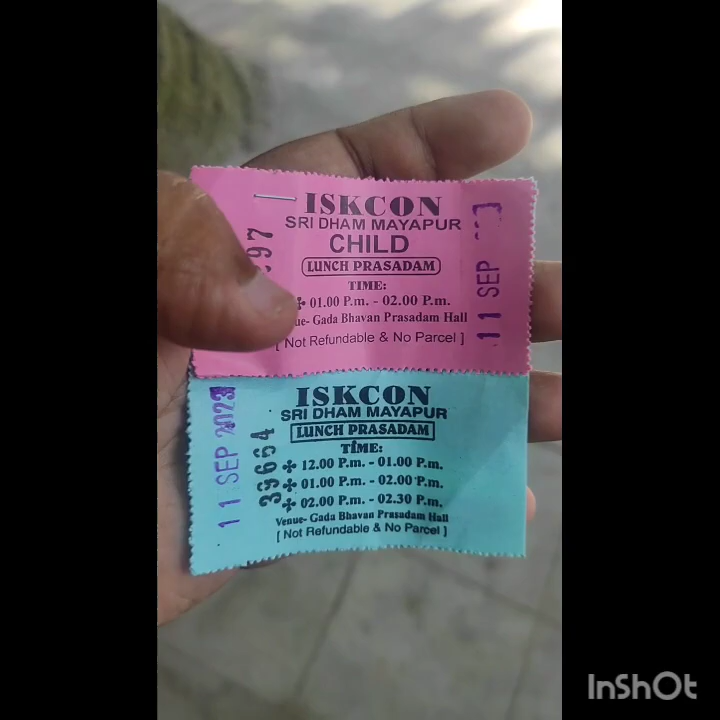 ISKCON
SRI DHAM MAYAPUR
CHILD
LUNCH PRASADAM
TIME:
01.00 P.m. - 02.00 P.m.
Gada Bhavan Prasadam Hall
[ Not Refundable & No Parcel ]
11 SEP
ISKCON
SRI DHAM MAYAPUR
LUNCH PRASADAM
TIME:
12.00 P.m. - 01.00 P.m.
01.00 P.m. - 02.00 P.m.
02.00 P.m. - 02.30 P.m.
Venue- Gada Bhavan Prasadam Hall
[ Not Refundable & No Parcel ]
11 SEP 2023
39664
InShOt